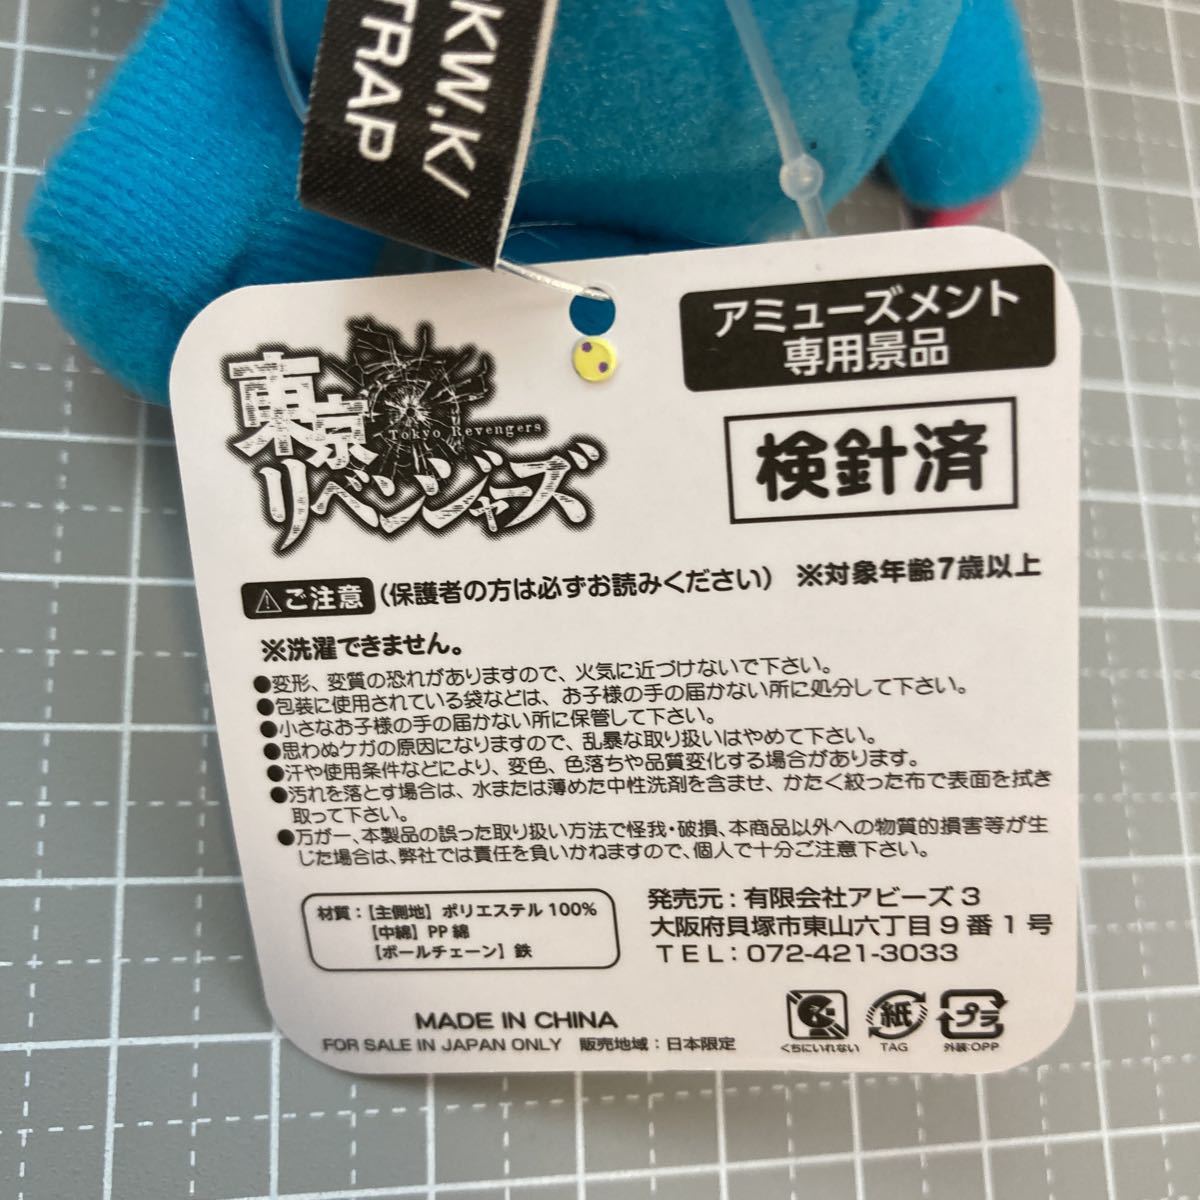 KW.K/
TRAP
東京
Tokyo Revengers
リベンジャーズ
アミューズメント
専用景品
検針済
⚠ご注意 (保護者の方は必ずお読みください) ※対象年齢7歳以上
※洗濯できません。
●変形、変質の恐れがありますので、火気に近づけないで下さい。
●包装に使用されている袋などは、お子様の手の届かない所に処分して下さい。
●小さなお子様の手の届かない所に保管して下さい。
●思わぬケガの原因になりますので、乱暴な取り扱いはやめて下さい。
●汗や使用条件などにより、変色、色落ちや品質変化する場合があります。
●汚れを落とす場合は、水または薄めた中性洗剤を含ませ、かたく絞った布で表面を拭き
取って下さい。
●万が一、本製品の誤った取り扱い方法で怪我・破損、本商品以外への物質的損害等が生
じた場合は、弊社では責任を負いかねますので、個人で十分ご注意下さい。
材質:【主側地】ポリエステル100%
【中綿】PP綿
【ボールチェーン】鉄
発売元:有限会社アビーズ3
大阪府貝塚市東山六丁目9番1号
TEL:072-421-3033
MADE IN CHINA
FOR SALE IN JAPAN ONLY 販売地域:日本限定
くちにいれない
紙
TAG
プラ
外装:OPP